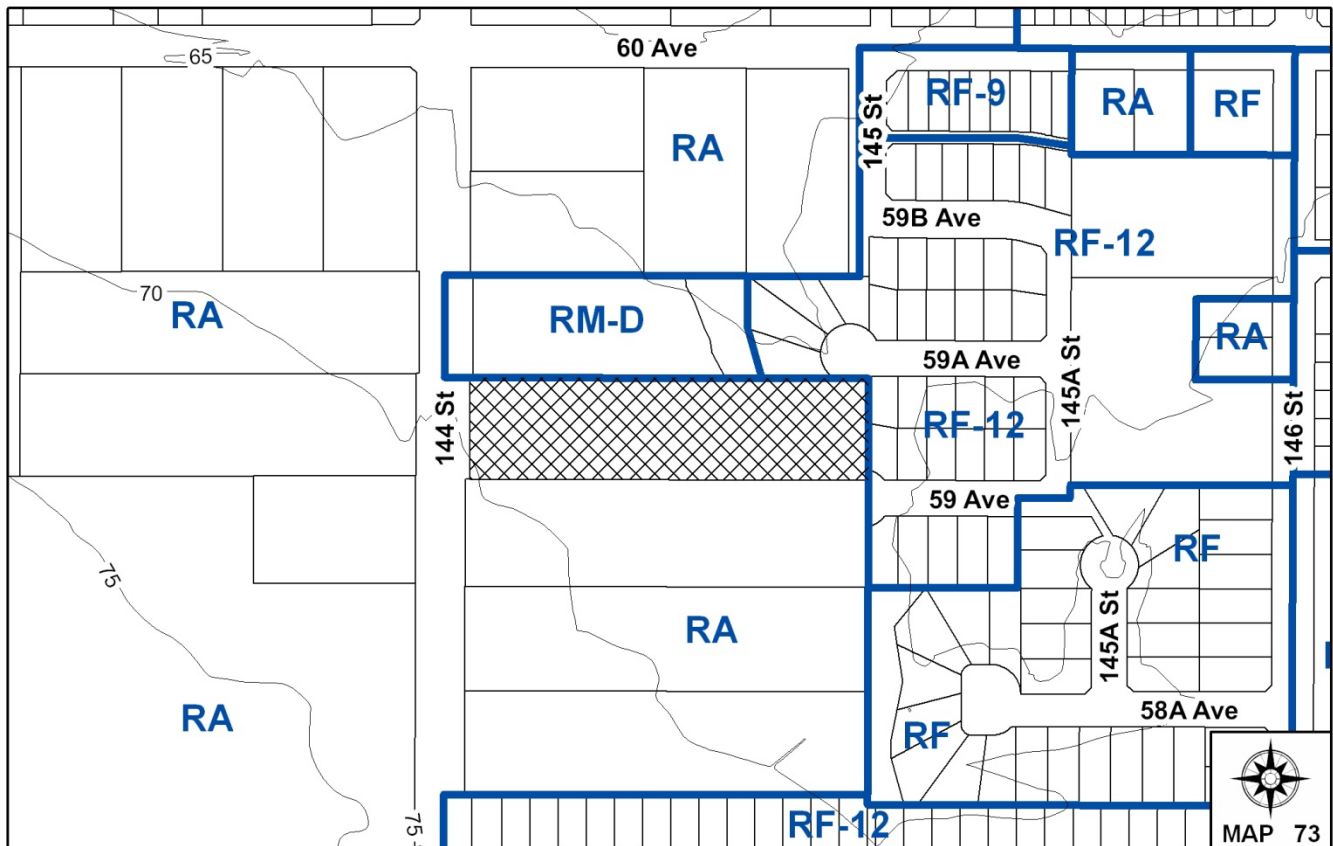 60 Ave
65
RF-9
RA
RF
145 St
RA
59B Ave
RF-12
70
RA
RM-D
RA
59A Ave
145A St
144 St
RF-12
146 St
59 Ave
RF
75
RA
145A St
RA
58A Ave
RF
75
RF-12
MAP 73